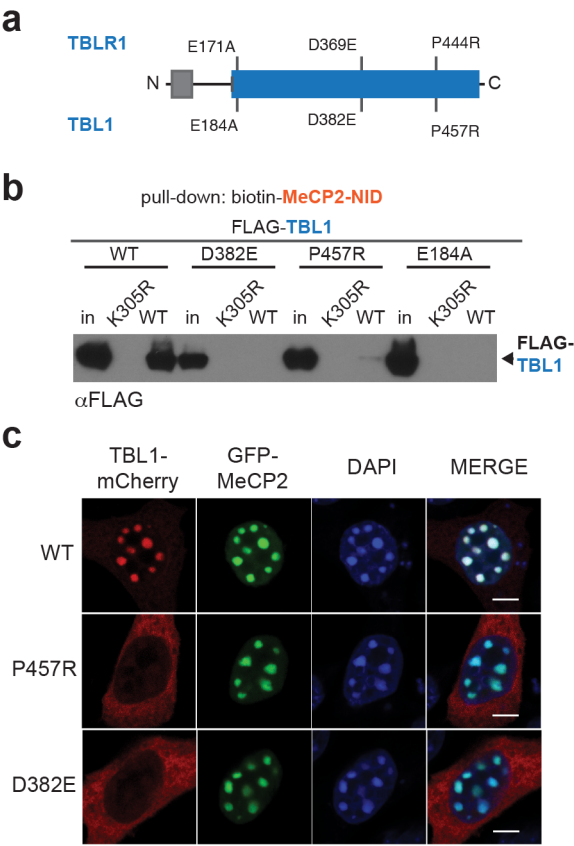 a
TBLR1
E171A D369E P444R
N C
TBL1
E184A D382E P457R
b
pull-down: biotin-MeCP2-NID
FLAG-TBL1
WT D382E P457R E184A
in K305R WT in K305R WT in K305R WT in K305R WT
FLAG-
TBL1
αFLAG
c
TBL1-
mCherry
GFP-
MeCP2
DAPI
MERGE
WT
P457R
D382E